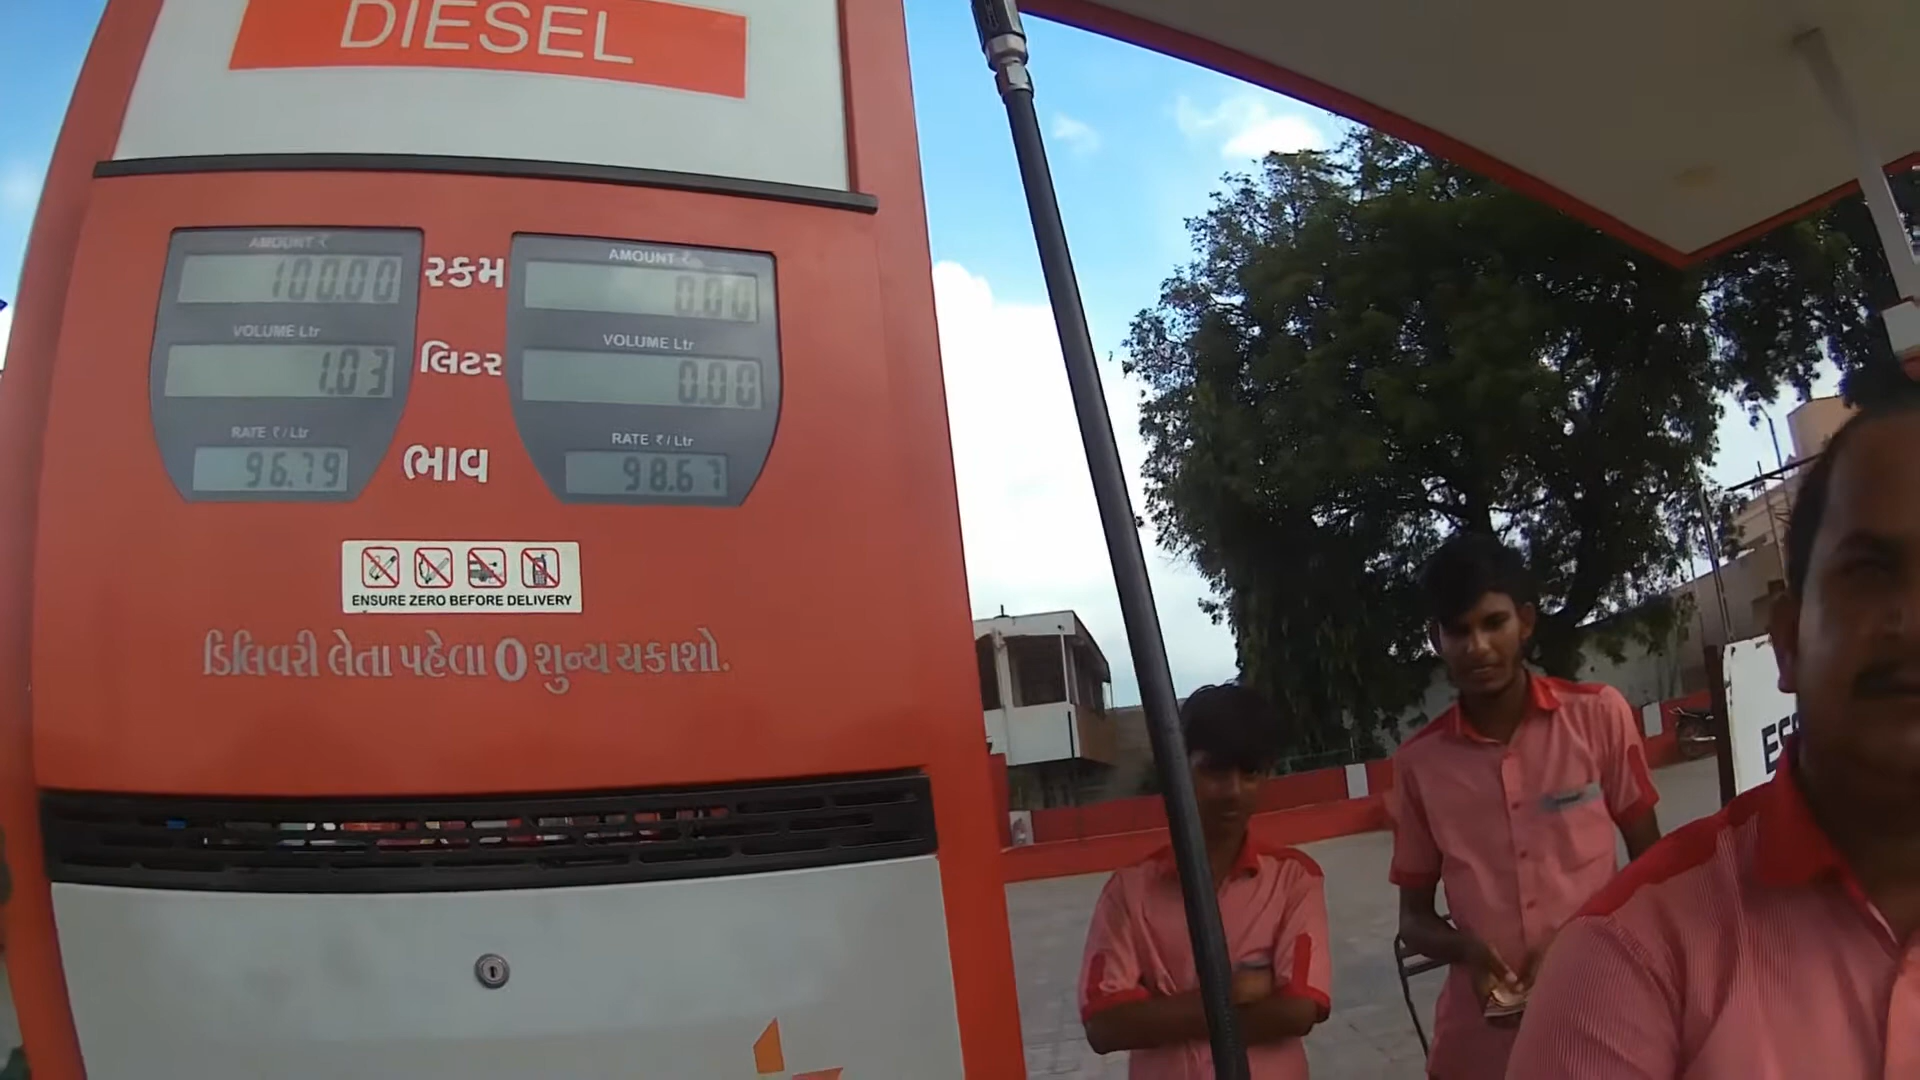 DIESEL
AMOUNT ₹
100.00
VOLUME Ltr
1.03
RATE ₹/Ltr
96.79
રકમ
લિટર
ભાવ
AMOUNT ₹
0.00
VOLUME Ltr
0.00
RATE ₹/Ltr
98.67
ENSURE ZERO BEFORE DELIVERY
ડિલિવરી લેતા પહેલા 0 શુન્ય ચકાશો.